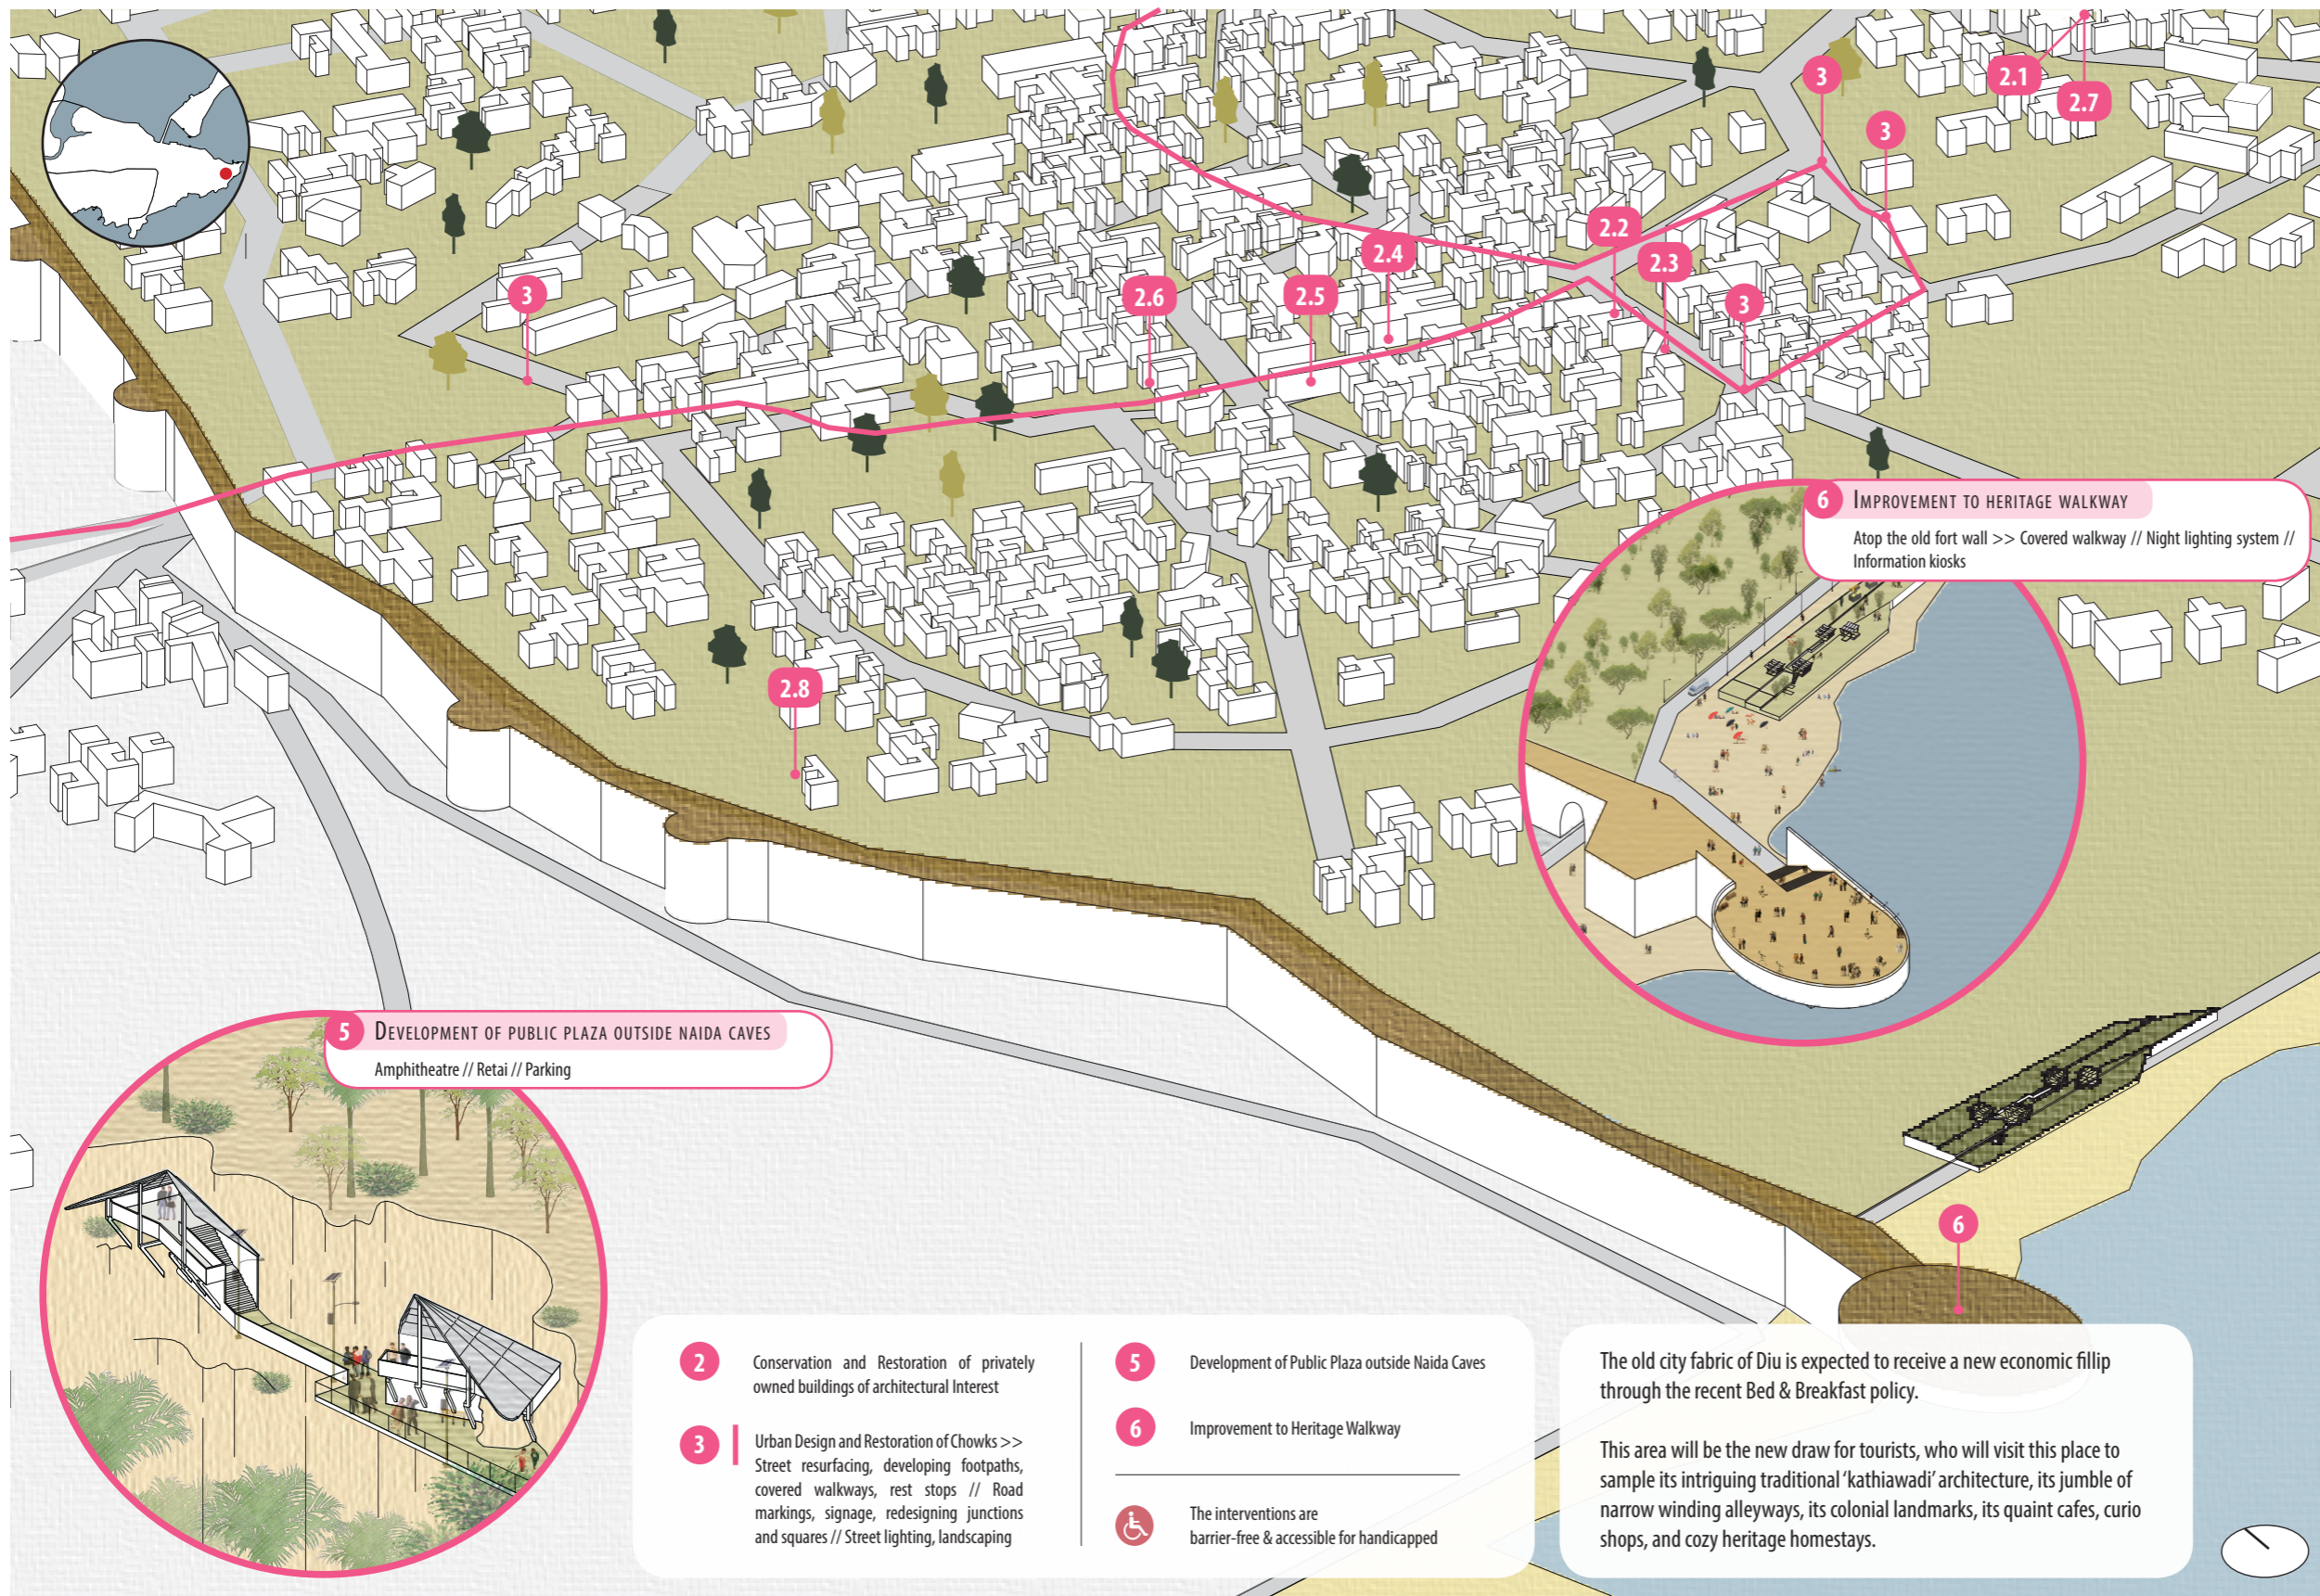 2.1
3
2.7
3
2.2
2.4
2.3
3
2.6
2.5
3
6 IMPROVEMENT TO HERITAGE WALKWAY
Atop the old fort wall >> Covered walkway // Night lighting system //
Information kiosks
2.8
5 DEVELOPMENT OF PUBLIC PLAZA OUTSIDE NAIDA CAVES
Amphitheatre // Retai // Parking
6
2 Conservation and Restoration of privately
owned buildings of architectural Interest
3 Urban Design and Restoration of Chowks >>
Street resurfacing, developing footpaths,
covered walkways, rest stops // Road
markings, signage, redesigning junctions
and squares // Street lighting, landscaping
5 Development of Public Plaza outside Naida Caves
6 Improvement to Heritage Walkway
The interventions are
barrier-free & accessible for handicapped
The old city fabric of Diu is expected to receive a new economic fillip
through the recent Bed & Breakfast policy.
This area will be the new draw for tourists, who will visit this place to
sample its intriguing traditional 'kathiawadi' architecture, its jumble of
narrow winding alleyways, its colonial landmarks, its quaint cafes, curio
shops, and cozy heritage homestays.